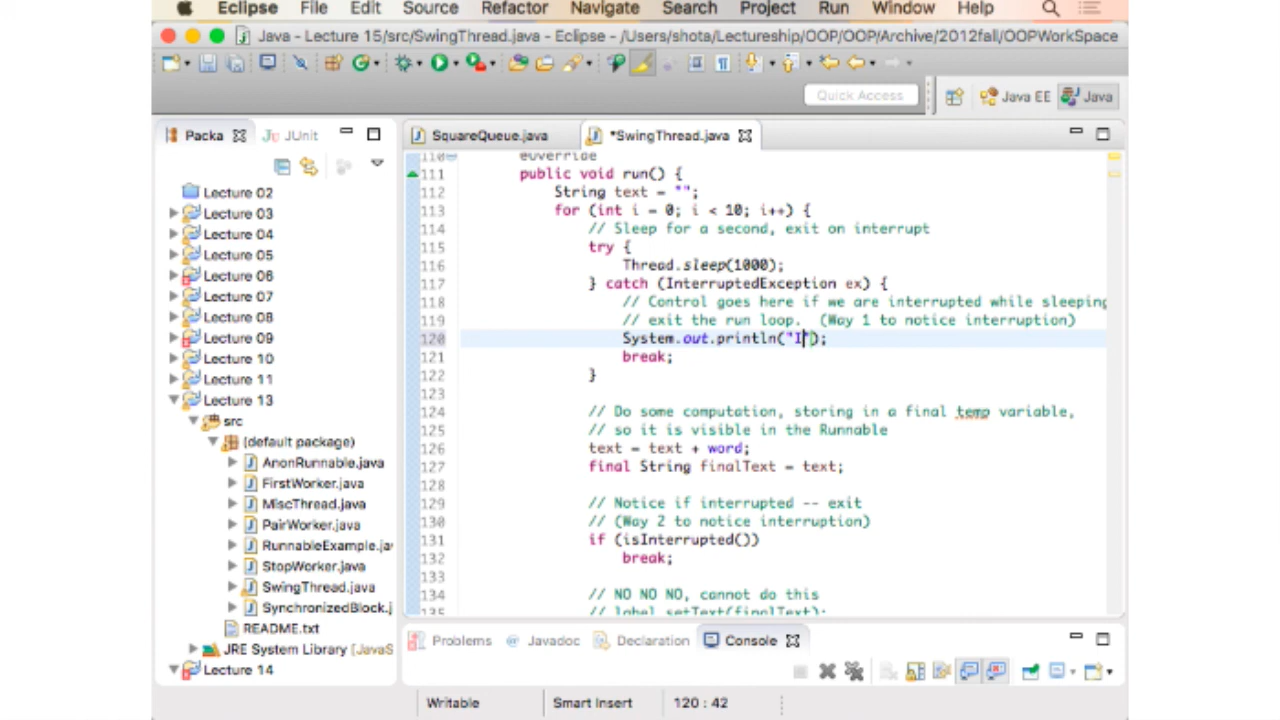 Eclipse File Edit Source Refactor Navigate Search Project Run Window Help
Java - Lecture 15/src/SwingThread.java - Eclipse - /Users/shota/Lectureship/OOP/OOP/Archive/2012fall/OOPWorkSpace
Quick Access Java EE Java
Packa JUnit SquareQueue.java *SwingThread.java
Lecture 02
Lecture 03
Lecture 04
Lecture 05
Lecture 06
Lecture 07
Lecture 08
Lecture 09
Lecture 10
Lecture 11
Lecture 13
src
(default package)
AnonRunnable.java
FirstWorker.java
MiscThread.java
PairWorker.java
RunnableExample.ja
StopWorker.java
SwingThread.java
SynchronizedBlock.j
README.txt
JRE System Library [JavaS
Lecture 14
110 @Override
111 public void run() {
112 String text = "";
113 for (int i = 0; i < 10; i++) {
114 // Sleep for a second, exit on interrupt
115 try {
116 Thread.sleep(1000);
117 } catch (InterruptedException ex) {
118 // Control goes here if we are interrupted while sleeping
119 // exit the run loop. (Way 1 to notice interruption)
120 System.out.println("I");
121 break;
122 }
123
124 // Do some computation, storing in a final temp variable,
125 // so it is visible in the Runnable
126 text = text + word;
127 final String finalText = text;
128
129 // Notice if interrupted -- exit
130 // (Way 2 to notice interruption)
131 if (isInterrupted())
132 break;
133
134 // NO NO NO, cannot do this
135 // label.setText(finalText);
Problems Javadoc Declaration Console
Writable Smart Insert 120 : 42